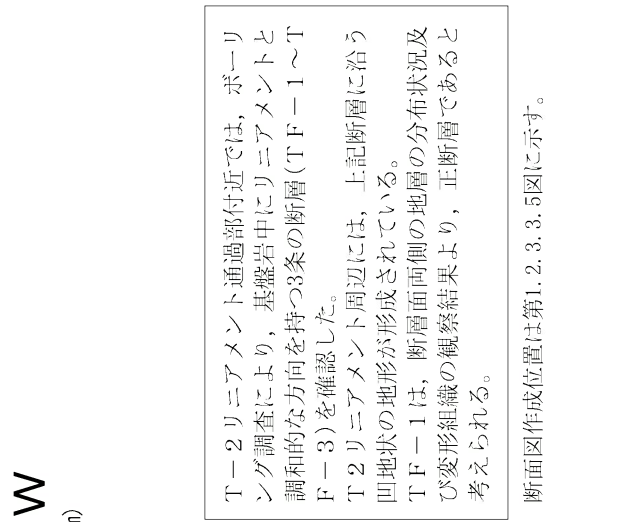 W
m)
T－2リニアメント通過部付近では，ボーリ
ング調査により，基盤岩中にリニアメントと
調和的な方向を持つ3条の断層(TF－1～T
F－3)を確認した。
T2リニアメント周辺には，上記断層に沿う
凹地状の地形が形成されている。
TF－1は，断層面両側の地層の分布状況及
び変形組織の観察結果より，正断層であると
考えられる。
断面図作成位置は第1.2.3.3.5図に示す。